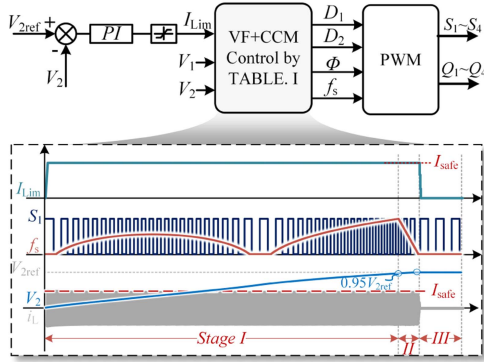 V2ref + - PI ILim
V2
V1
V2
VF+CCM
Control by
TABLE. I
D1
D2
Φ
fs
PWM
S1~S4
Q1~Q4
ILim
Isafe
S1
fs
V2ref
0.95V2ref
V2
Isafe
iL
Stage I II III